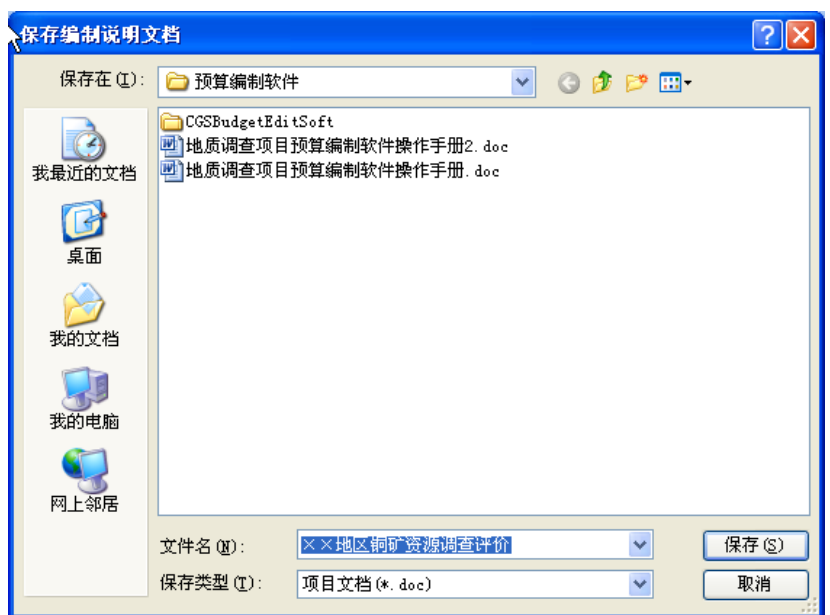 保存编制说明文档
保存在(I):
预算编制软件
我最近的文档
桌面
我的文档
我的电脑
网上邻居
CGSBudgetEditSoft
地质调查项目预算编制软件操作手册2.doc
地质调查项目预算编制软件操作手册.doc
文件名(N):
××地区铜矿资源调查评价
保存(S)
保存类型(T):
项目文档(*.doc)
取消